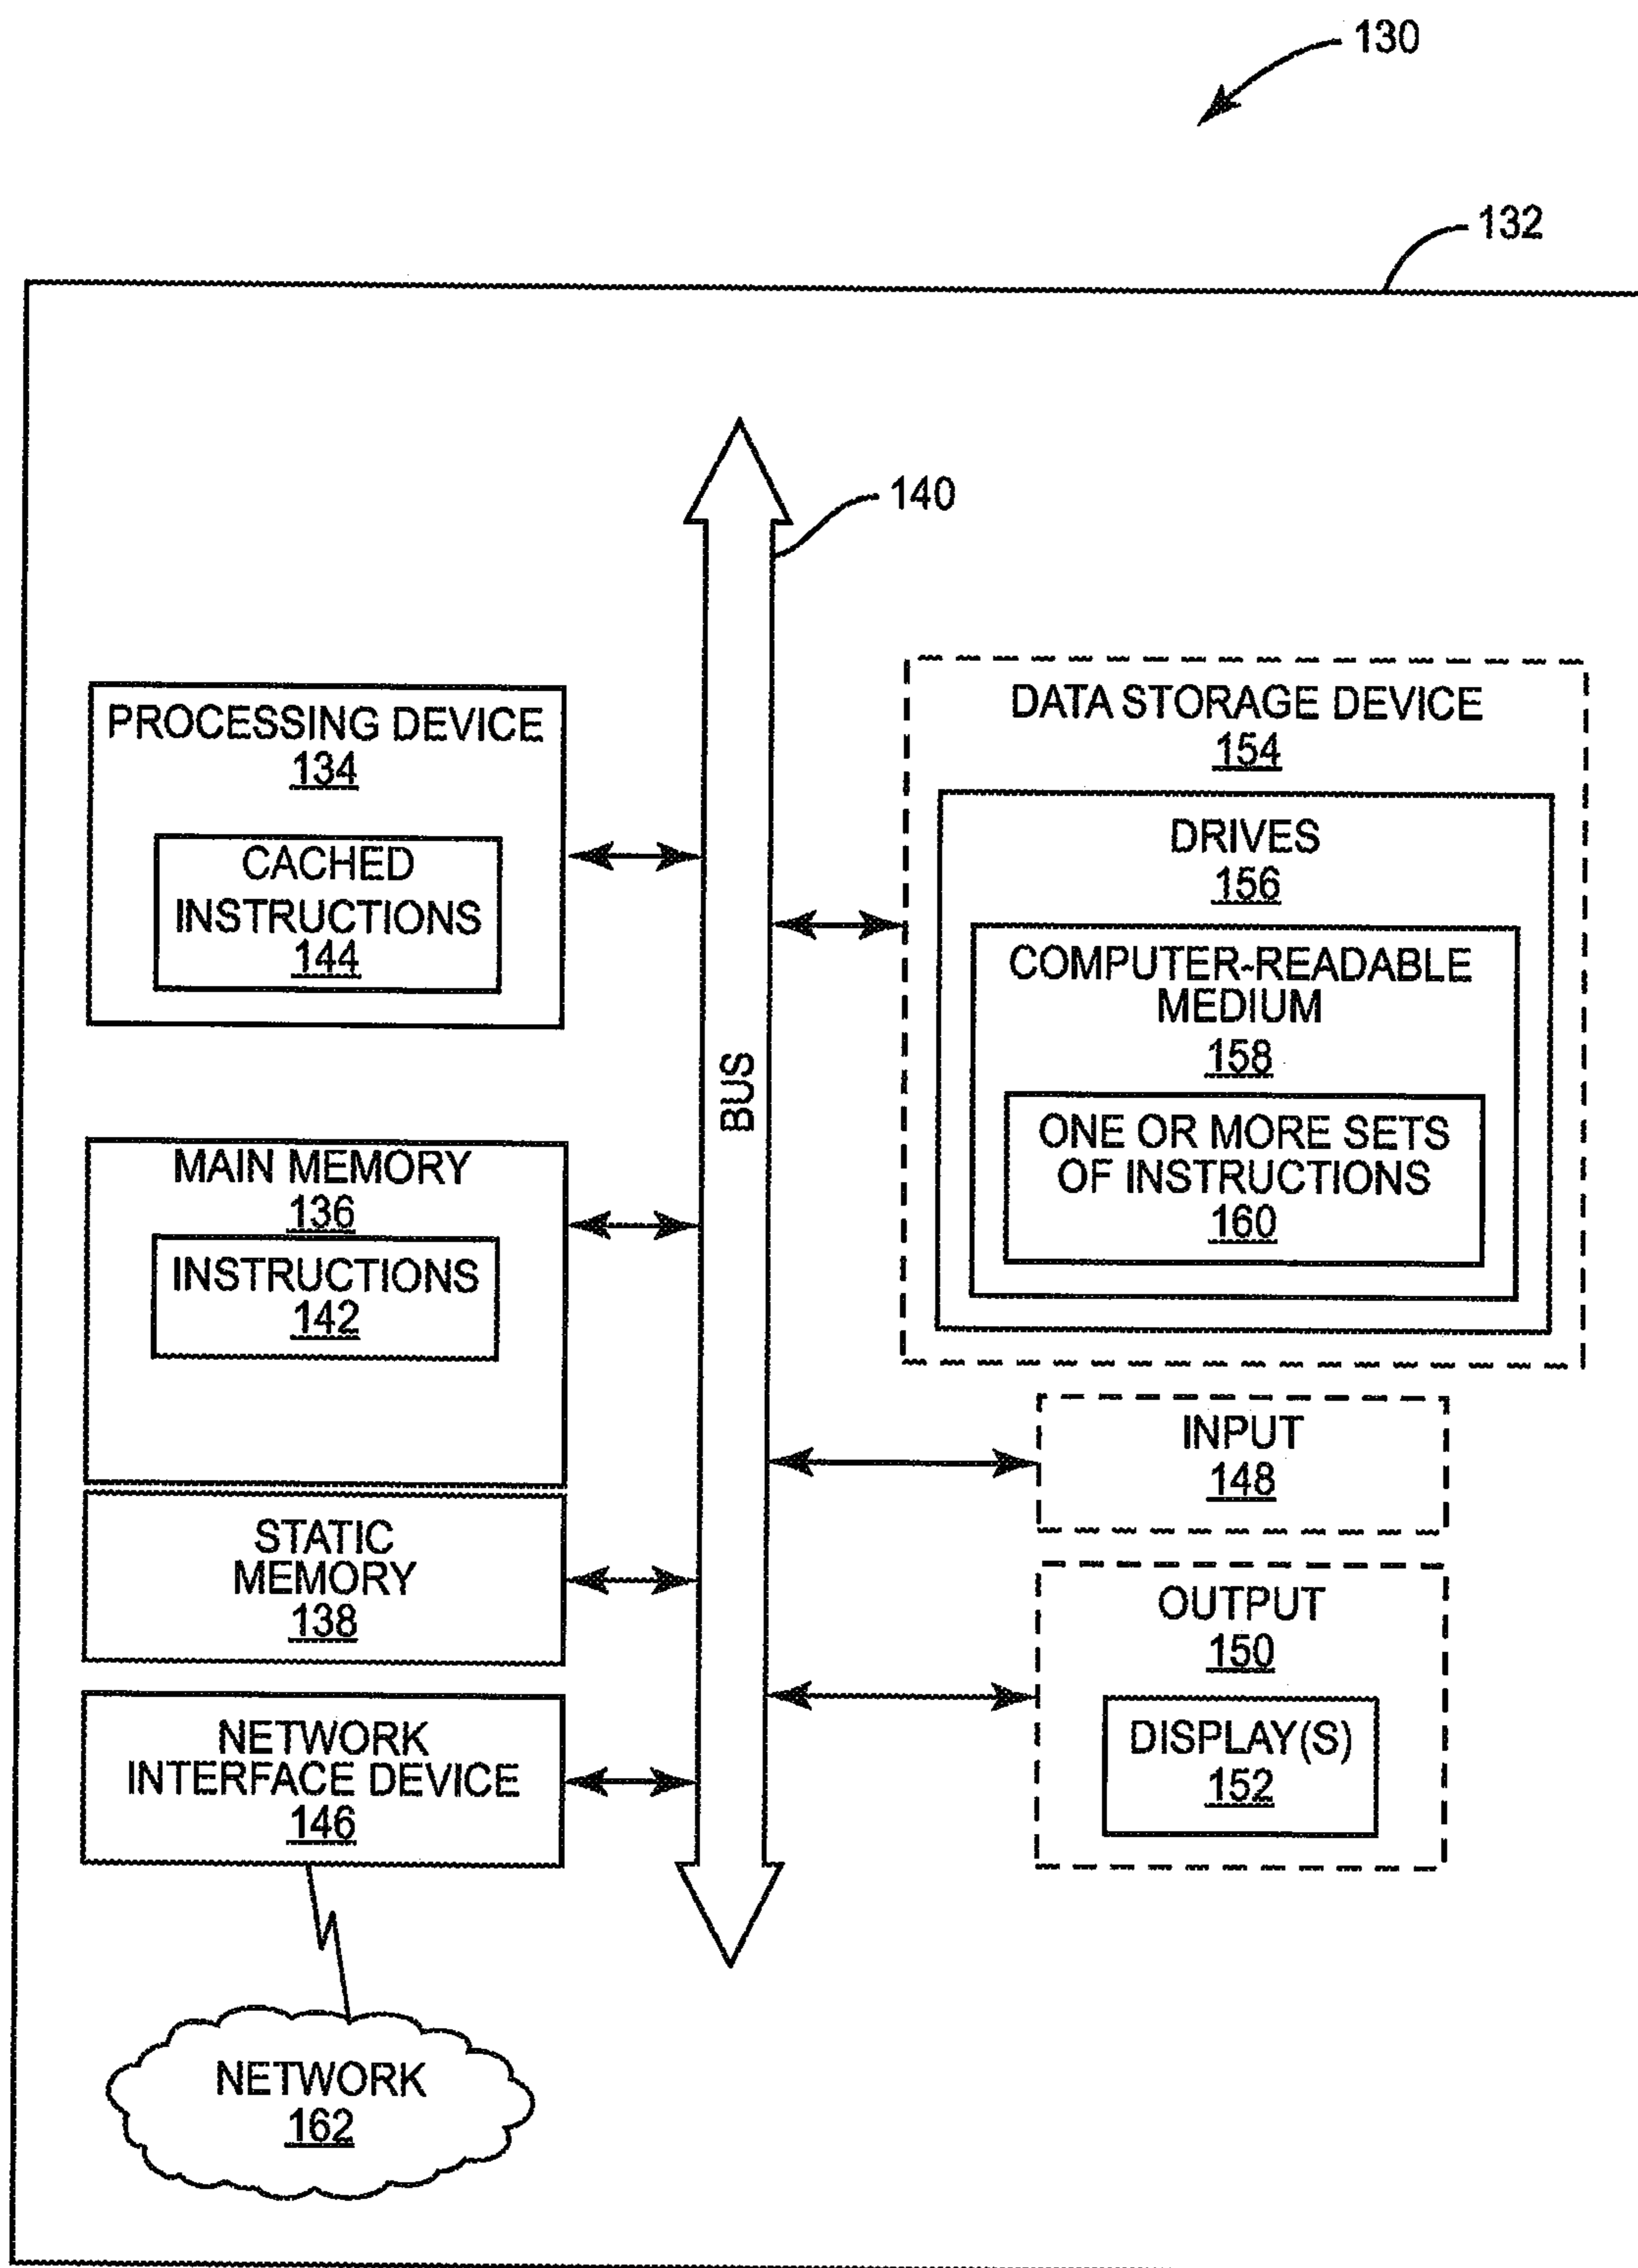 130
132
140
PROCESSING DEVICE
134
CACHED
INSTRUCTIONS
144
MAIN MEMORY
136
INSTRUCTIONS
142
STATIC
MEMORY
138
NETWORK
INTERFACE DEVICE
146
NETWORK
162
BUS
DATA STORAGE DEVICE
154
DRIVES
156
COMPUTER-READABLE
MEDIUM
158
ONE OR MORE SETS
OF INSTRUCTIONS
160
INPUT
148
OUTPUT
150
DISPLAY(S)
152